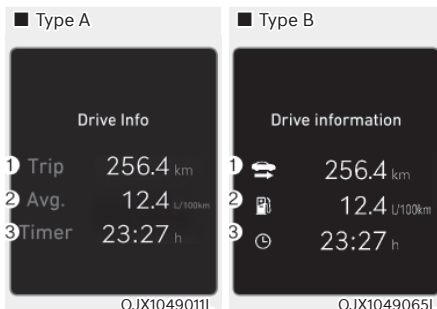 ■ Type A
Drive Info
1 Trip 256.4 km
2 Avg. 12.4 L/100km
3 Timer 23:27 h
OJX1049011L
■ Type B
Drive information
1 256.4 km
2 12.4 L/100km
3 23:27 h
OJX1049065L